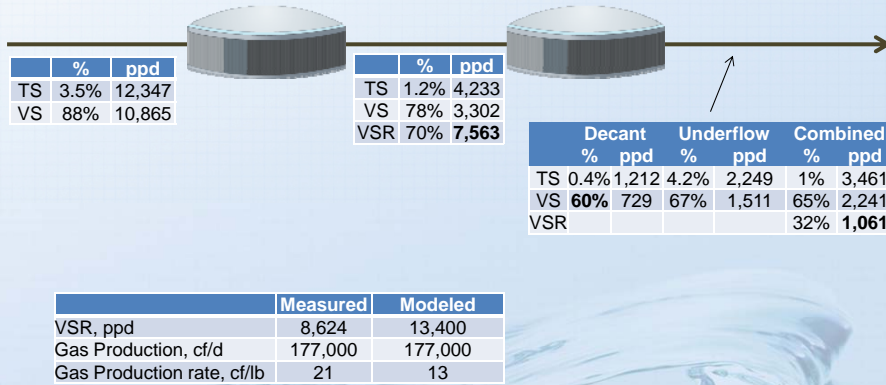 % ppd
TS 3.5% 12,347
VS 88% 10,865
% ppd
TS 1.2% 4,233
VS 78% 3,302
VSR 70% 7,563
Decant Underflow Combined
% ppd % ppd % ppd
TS 0.4% 1,212 4.2% 2,249 1% 3,461
VS 60% 729 67% 1,511 65% 2,241
VSR 32% 1,061
Measured Modeled
VSR, ppd 8,624 13,400
Gas Production, cf/d 177,000 177,000
Gas Production rate, cf/lb 21 13